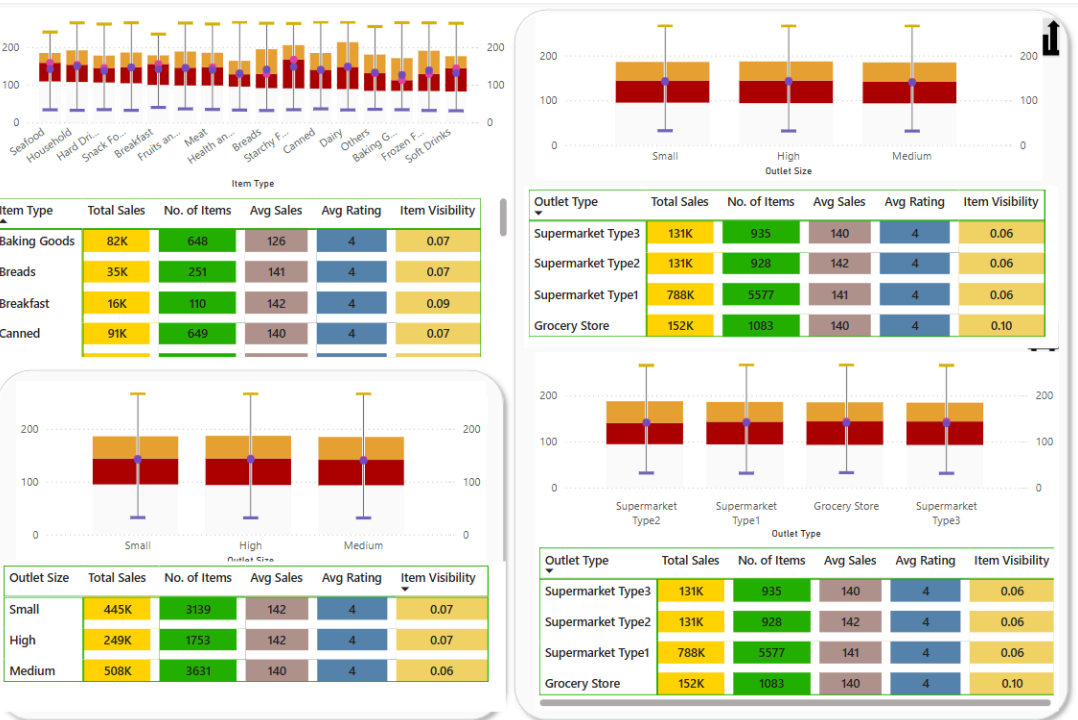 200 200
100 100
0 0
Seafood Household Hard Dri... Snack Fo... Breakfast Fruits an... Meat Health an... Breads Starchy F... Canned Dairy Others Baking G... Frozen F... Soft Drinks
Item Type
Item Type Total Sales No. of Items Avg Sales Avg Rating Item Visibility
Baking Goods 82K 648 126 4 0.07
Breads 35K 251 141 4 0.07
Breakfast 16K 110 142 4 0.09
Canned 91K 649 140 4 0.07
200 200
100 100
0 0
Small High Medium
Outlet Size
Outlet Size Total Sales No. of Items Avg Sales Avg Rating Item Visibility
Small 445K 3139 142 4 0.07
High 249K 1753 142 4 0.07
Medium 508K 3631 140 4 0.06
200 200
100 100
0 0
Small High Medium
Outlet Size
Outlet Type Total Sales No. of Items Avg Sales Avg Rating Item Visibility
Supermarket Type3 131K 935 140 4 0.06
Supermarket Type2 131K 928 142 4 0.06
Supermarket Type1 788K 5577 141 4 0.06
Grocery Store 152K 1083 140 4 0.10
200 200
100 100
0 0
Supermarket Supermarket Grocery Store Supermarket
Type2 Type1 Type3
Outlet Type
Outlet Type Total Sales No. of Items Avg Sales Avg Rating Item Visibility
Supermarket Type3 131K 935 140 4 0.06
Supermarket Type2 131K 928 142 4 0.06
Supermarket Type1 788K 5577 141 4 0.06
Grocery Store 152K 1083 140 4 0.10